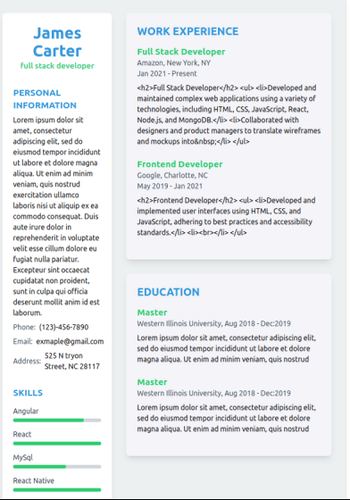 James
Carter
full stack developer
PERSONAL
INFORMATION
Lorem ipsum dolor sit
amet, consectetur
adipiscing elit, sed do
eiusmod tempor incididunt
ut labore et dolore magna
aliqua. Ut enim ad minim
veniam, quis nostrud
exercitation ullamco
laboris nisi ut aliquip ex ea
commodo consequat. Duis
aute irure dolor in
reprehenderit in voluptate
velit esse cillum dolore eu
fugiat nulla pariatur.
Excepteur sint occaecat
cupidatat non proident,
sunt in culpa qui officia
deserunt mollit anim id est
laborum.
Phone: (123)-456-7890
Email: exmaple@gmail.com
Address: 525 N tryon
Street, NC 28117
SKILLS
Angular
React
MySql
React Native
WORK EXPERIENCE
Full Stack Developer
Amazon, New York, NY
Jan 2021 - Present
<h2>Full Stack Developer</h2> <ul> <li>Developed and
maintained complex web applications using a variety of
technologies, including HTML, CSS, JavaScript, React,
Node.js, and MongoDB.</li> <li>Collaborated with
designers and product managers to translate wireframes
and mockups into&nbsp;</li> </ul>
Frontend Developer
Google, Charlotte, NC
May 2019 - Jan 2021
<h2>Frontend Developer</h2> <ul> <li>Developed and
implemented user interfaces using HTML, CSS, and
JavaScript, adhering to best practices and accessibility
standards.</li> <li><br></li> </ul>
EDUCATION
Master
Western Illinois University, Aug 2018 - Dec:2019
Lorem ipsum dolor sit amet, consectetur adipiscing elit,
sed do eiusmod tempor incididunt ut labore et dolore
magna aliqua. Ut enim ad minim veniam, quis nostrud
Master
Western Illinois University, Aug 2018 - Dec:2019
Lorem ipsum dolor sit amet, consectetur adipiscing elit,
sed do eiusmod tempor incididunt ut labore et dolore
magna aliqua. Ut enim ad minim veniam, quis nostrud